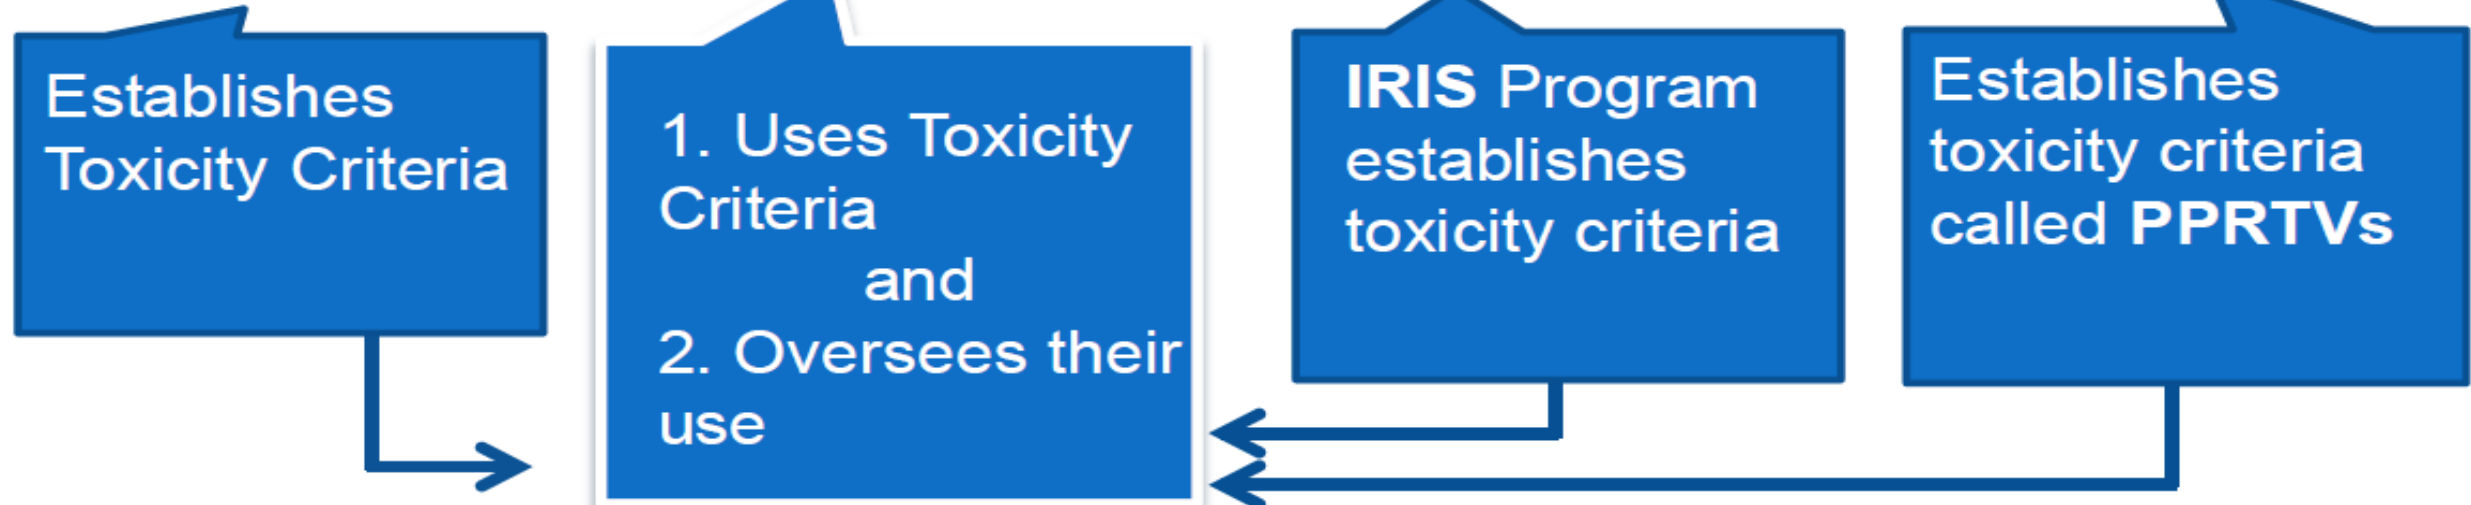 Establishes
Toxicity Criteria
1. Uses Toxicity
Criteria
and
2. Oversees their
use
IRIS Program
establishes
toxicity criteria
Establishes
toxicity criteria
called PPRTVs